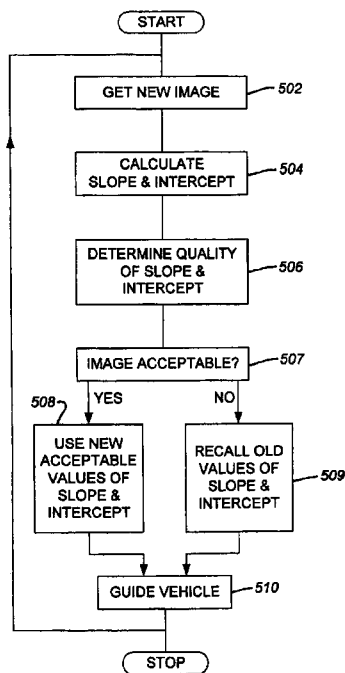 START
GET NEW IMAGE
502
CALCULATE
SLOPE & INTERCEPT
504
DETERMINE QUALITY
OF SLOPE &
INTERCEPT
506
IMAGE ACCEPTABLE?
507
YES
NO
508
USE NEW
ACCEPTABLE
VALUES OF
SLOPE &
INTERCEPT
RECALL OLD
VALUES OF
SLOPE &
INTERCEPT
509
GUIDE VEHICLE
510
STOP